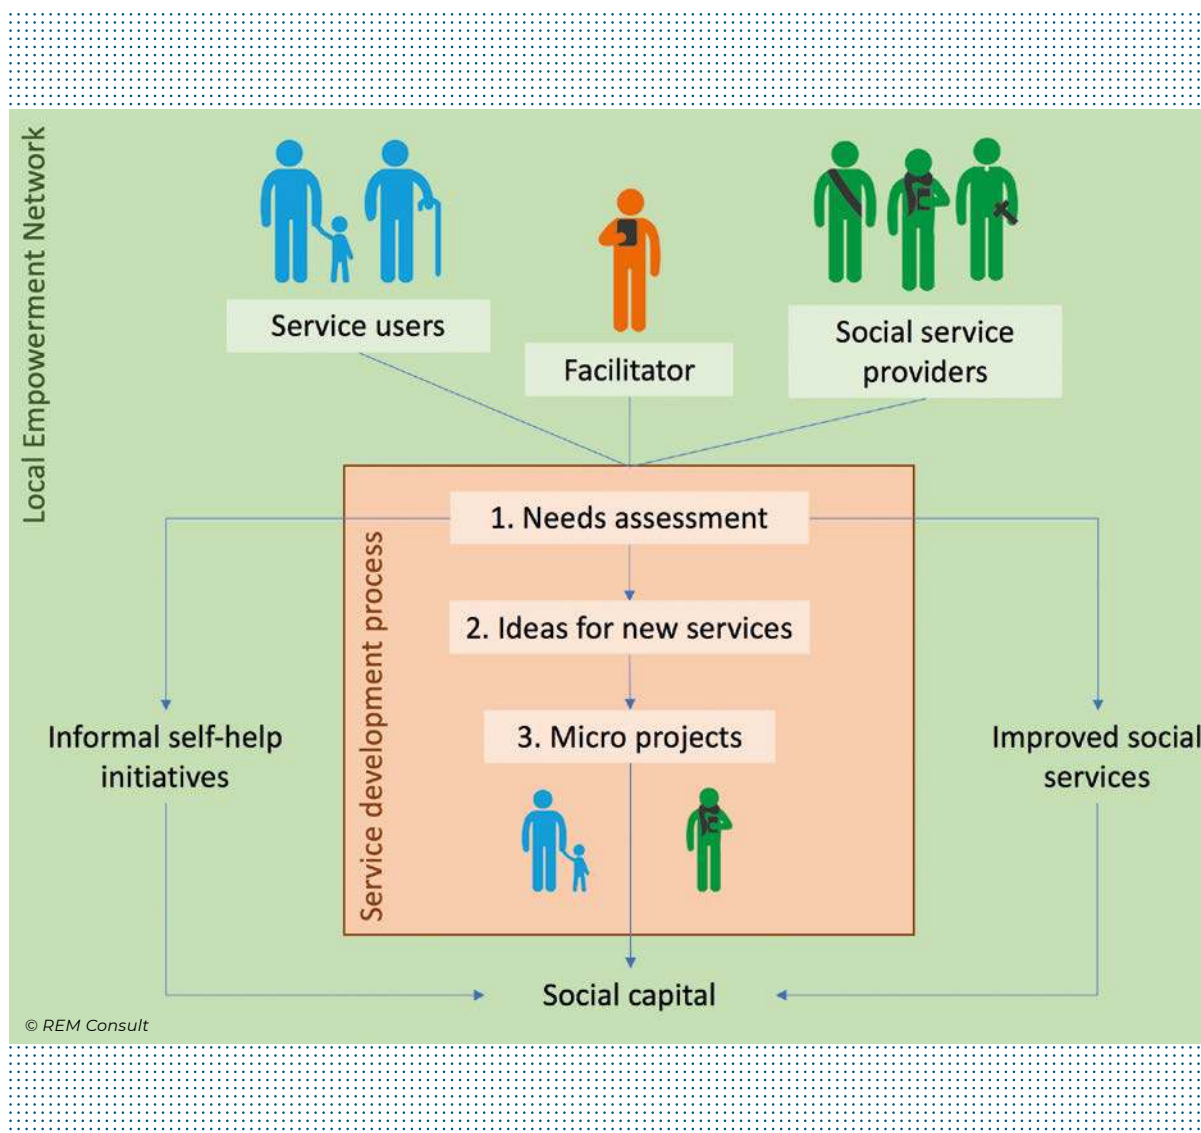 Local Empowerment Network
Service users
Facilitator
Social service
providers
Service development process
1. Needs assessment
2. Ideas for new services
3. Micro projects
Informal self-help
initiatives
Improved social
services
Social capital
© REM Consult